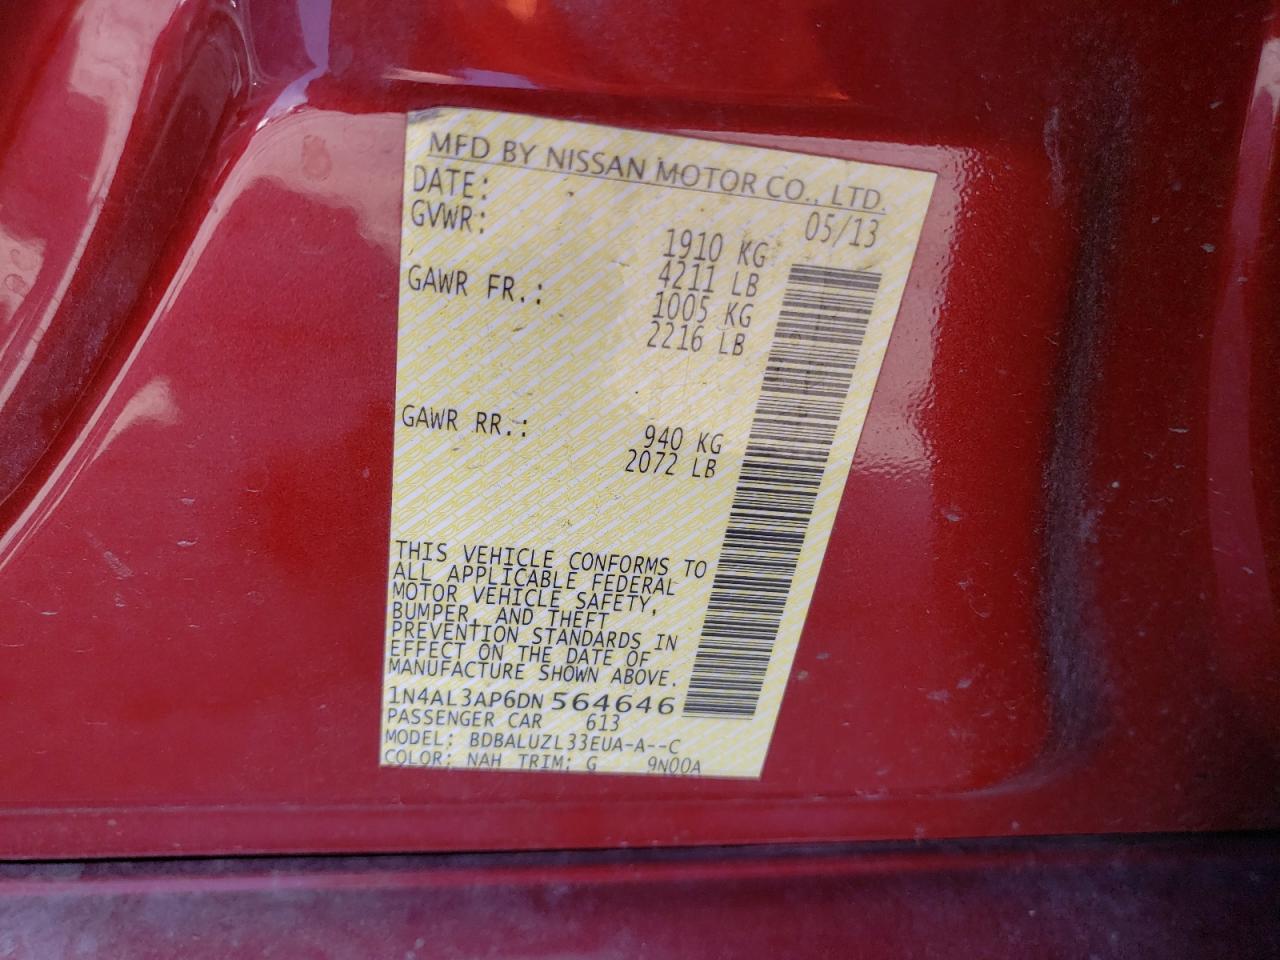 MFD BY NISSAN MOTOR CO., LTD.
DATE: 05/13
GVWR: 1910 KG
4211 LB
GAWR FR.: 1005 KG
2216 LB
GAWR RR.: 940 KG
2072 LB
THIS VEHICLE CONFORMS TO
ALL APPLICABLE FEDERAL
MOTOR VEHICLE SAFETY,
BUMPER, AND THEFT
PREVENTION STANDARDS IN
EFFECT ON THE DATE OF
MANUFACTURE SHOWN ABOVE.
1N4AL3AP6DN 564646
PASSENGER CAR 613
MODEL: BDBALUZL33EUA-A--C
COLOR: NAH TRIM: G 9N00A